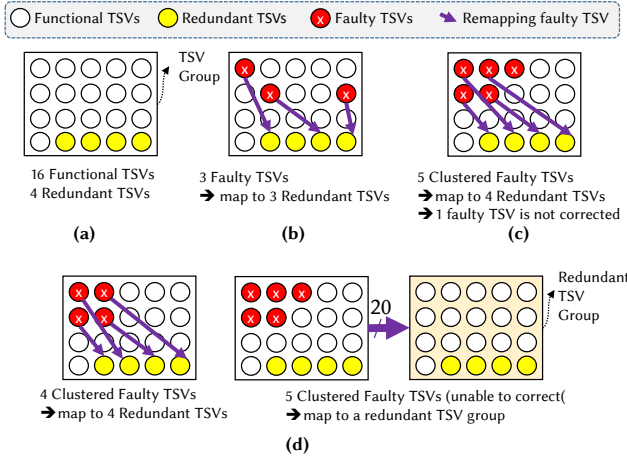 Functional TSVs Redundant TSVs x Faulty TSVs Remapping faulty TSV
TSV
Group
x
x x
16 Functional TSVs
4 Redundant TSVs
3 Faulty TSVs
➔ map to 3 Redundant TSVs
x x x
x x
5 Clustered Faulty TSVs
➔ map to 4 Redundant TSVs
➔ 1 faulty TSV is not corrected
(a) (b) (c)
x x
x x
4 Clustered Faulty TSVs
➔ map to 4 Redundant TSVs
x x x
x x
20
Redundant
TSV
Group
5 Clustered Faulty TSVs (unable to correct(
➔ map to a redundant TSV group
(d)